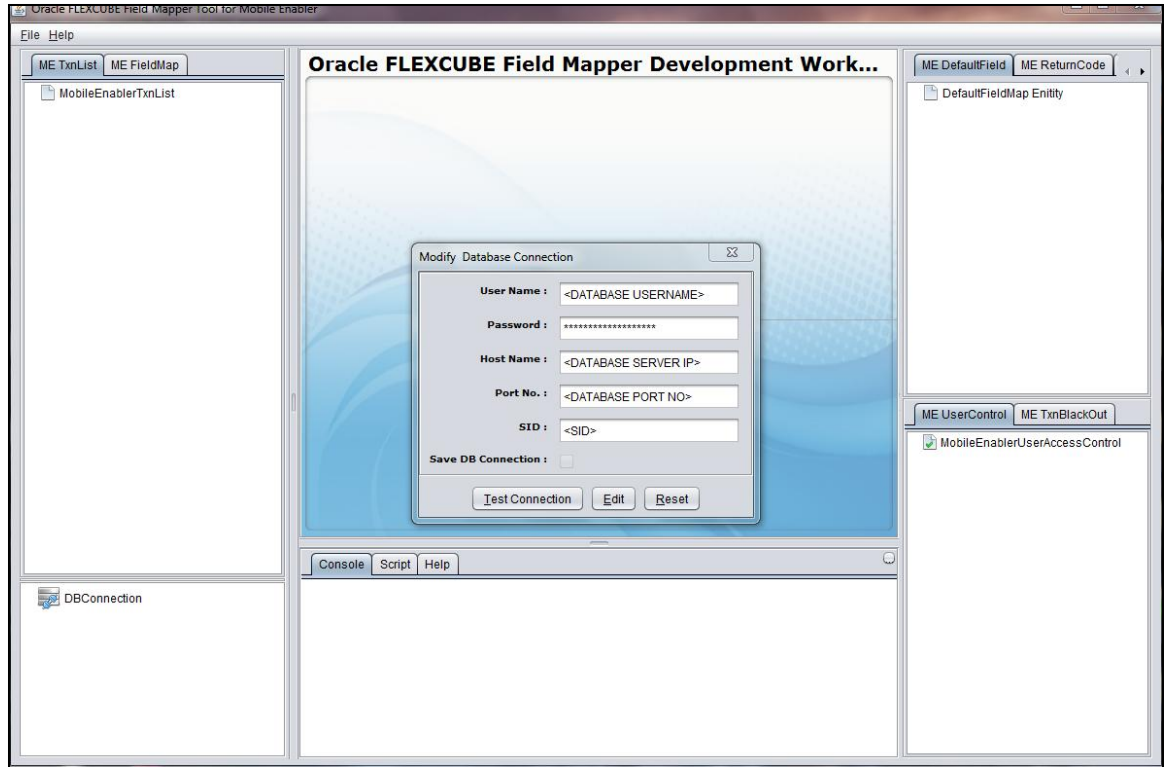 Oracle FLEXCUBE Field Mapper Tool for Mobile Enabler
File Help
ME TxnList ME FieldMap
MobileEnablerTxnList
DBConnection
Oracle FLEXCUBE Field Mapper Development Work...
Modify Database Connection
User Name : <DATABASE USERNAME>
Password : *******************
Host Name : <DATABASE SERVER IP>
Port No. : <DATABASE PORT NO>
SID : <SID>
Save DB Connection :
Test Connection Edit Reset
Console Script Help
ME DefaultField ME ReturnCode
DefaultFieldMap Enitity
ME UserControl ME TxnBlackOut
MobileEnablerUserAccessControl